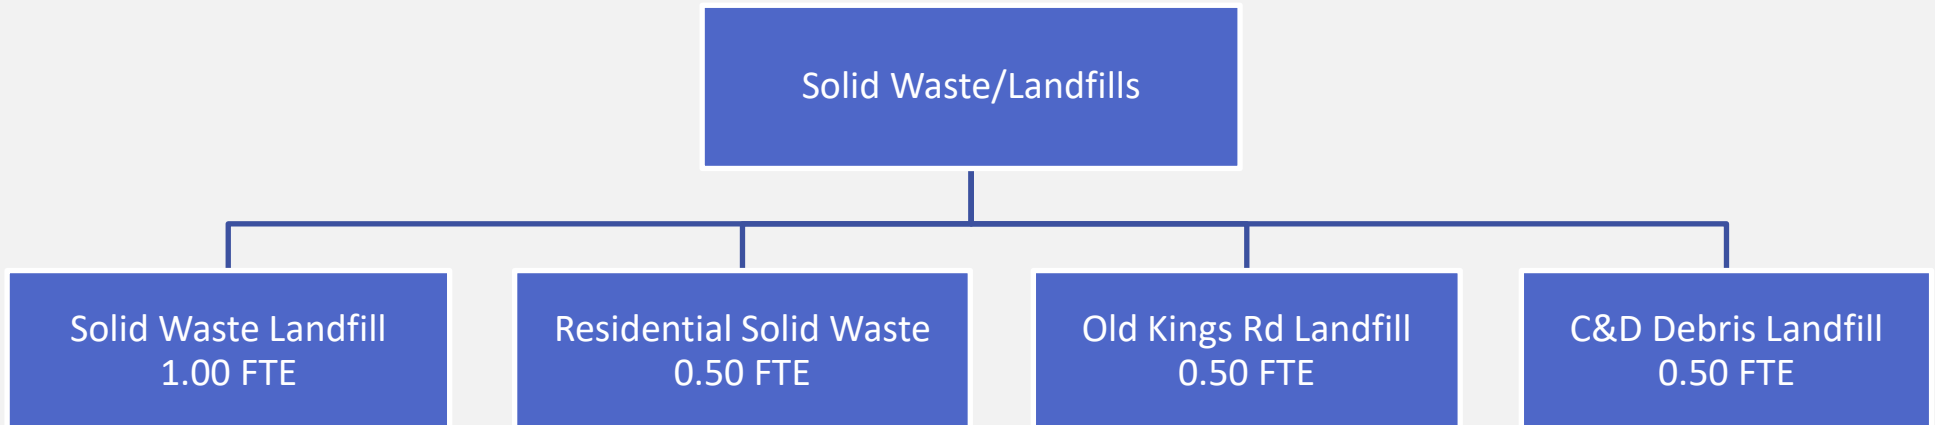 Solid Waste/Landfills
Solid Waste Landfill
1.00 FTE
Residential Solid Waste
0.50 FTE
Old Kings Rd Landfill
0.50 FTE
C&D Debris Landfill
0.50 FTE